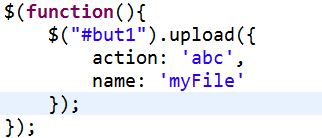 $(function(){
    $("#but1").upload({
        action: 'abc',
        name: 'myFile'
    });
});